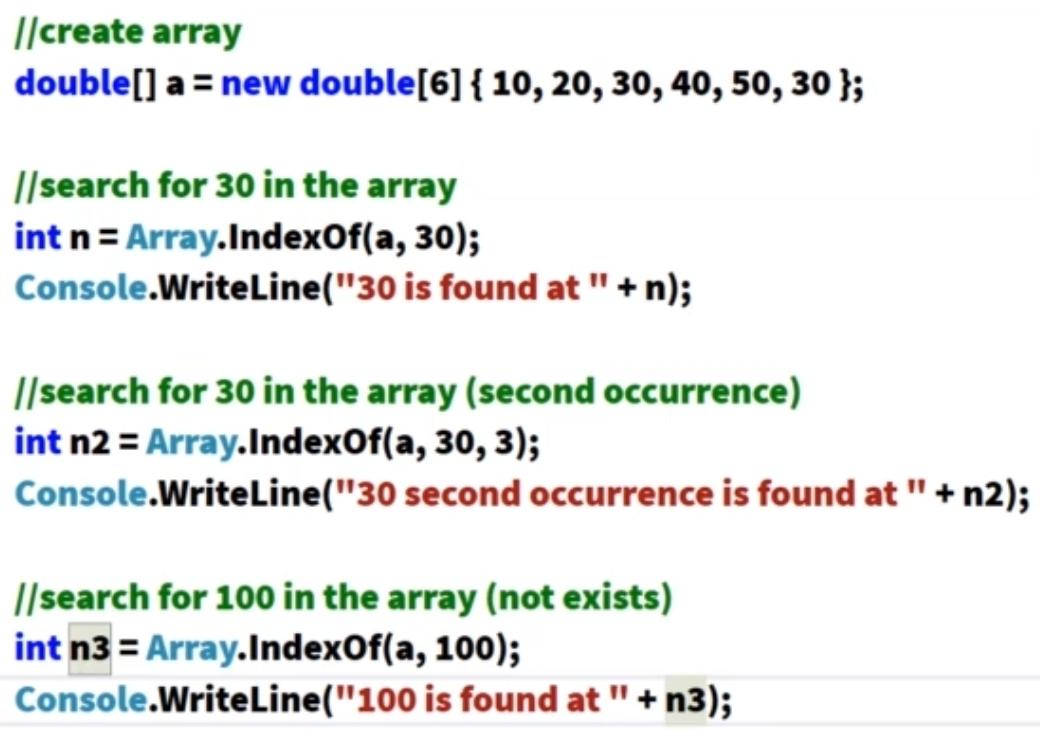 //create array
double[] a = new double[6] { 10, 20, 30, 40, 50, 30 };
//search for 30 in the array
int n = Array.IndexOf(a, 30);
Console.WriteLine("30 is found at " + n);
//search for 30 in the array (second occurrence)
int n2 = Array.IndexOf(a, 30, 3);
Console.WriteLine("30 second occurrence is found at " + n2);
//search for 100 in the array (not exists)
int n3 = Array.IndexOf(a, 100);
Console.WriteLine("100 is found at " + n3);